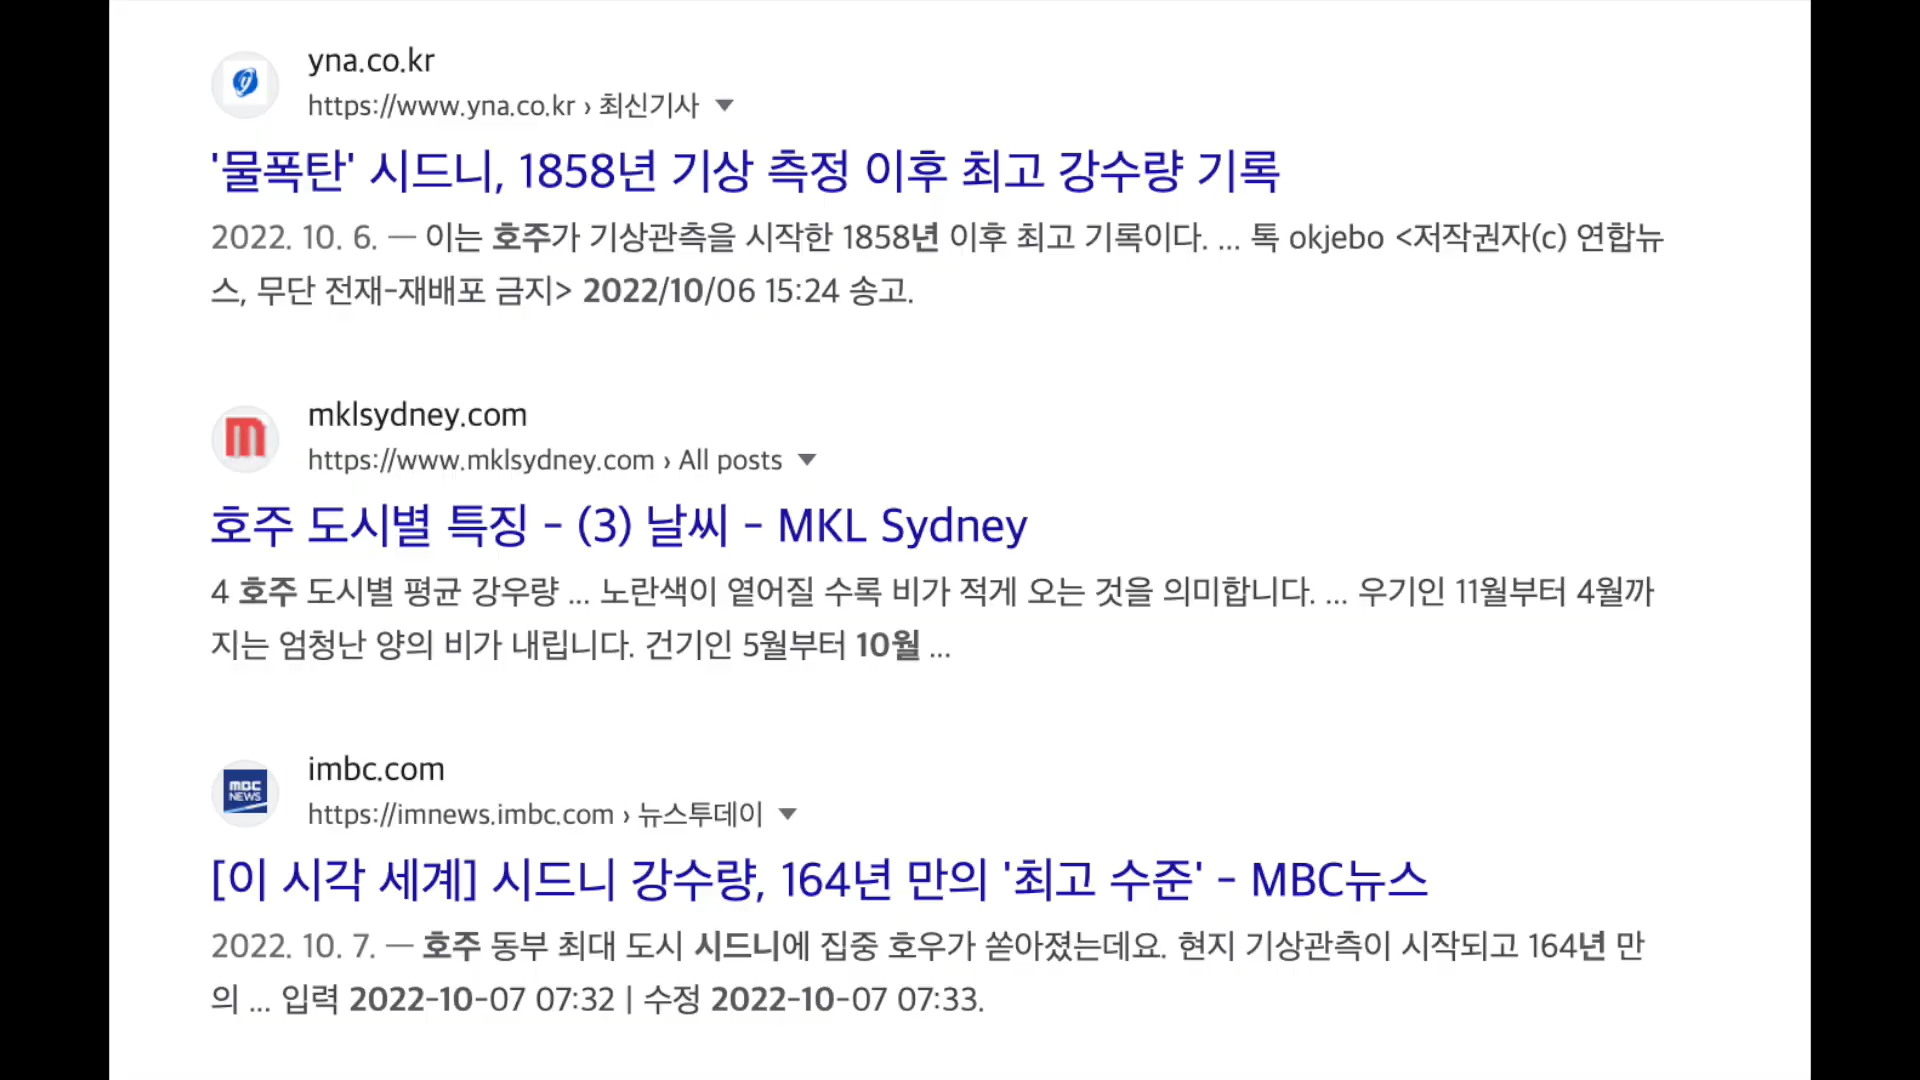 yna.co.kr
https://www.yna.co.kr › 최신기사
'물폭탄' 시드니, 1858년 기상 측정 이후 최고 강수량 기록
2022. 10. 6. — 이는 호주가 기상관측을 시작한 1858년 이후 최고 기록이다. ... 톡 okjebo <저작권자(c) 연합뉴
스, 무단 전재-재배포 금지> 2022/10/06 15:24 송고.
mklsydney.com
https://www.mklsydney.com › All posts
호주 도시별 특징 - (3) 날씨 - MKL Sydney
4 호주 도시별 평균 강우량 ... 노란색이 옅어질 수록 비가 적게 오는 것을 의미합니다. ... 우기인 11월부터 4월까
지는 엄청난 양의 비가 내립니다. 건기인 5월부터 10월 ...
MBC
NEWS
imbc.com
https://imnews.imbc.com › 뉴스투데이
[이 시각 세계] 시드니 강수량, 164년 만의 '최고 수준' - MBC뉴스
2022. 10. 7. — 호주 동부 최대 도시 시드니에 집중 호우가 쏟아졌는데요. 현지 기상관측이 시작되고 164년 만
의 ... 입력 2022-10-07 07:32 | 수정 2022-10-07 07:33.